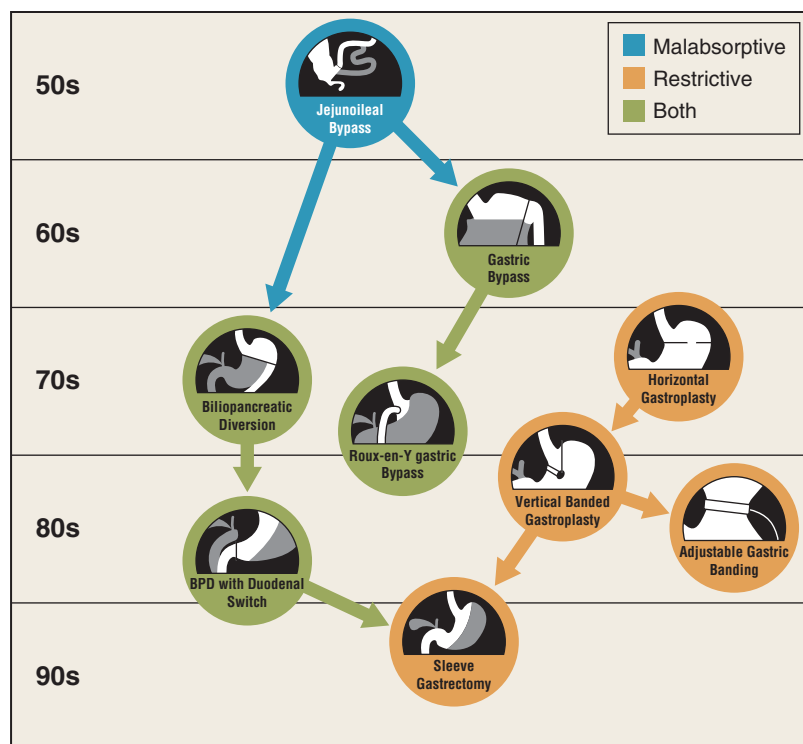 50s
Jejunoileal
Bypass
Malabsorptive
Restrictive
Both
60s
Gastric
Bypass
70s
Biliopancreatic
Diversion
Roux-en-Y gastric
Bypass
Horizontal
Gastroplasty
80s
BPD with Duodenal
Switch
Vertical Banded
Gastroplasty
Adjustable Gastric
Banding
90s
Sleeve
Gastrectomy